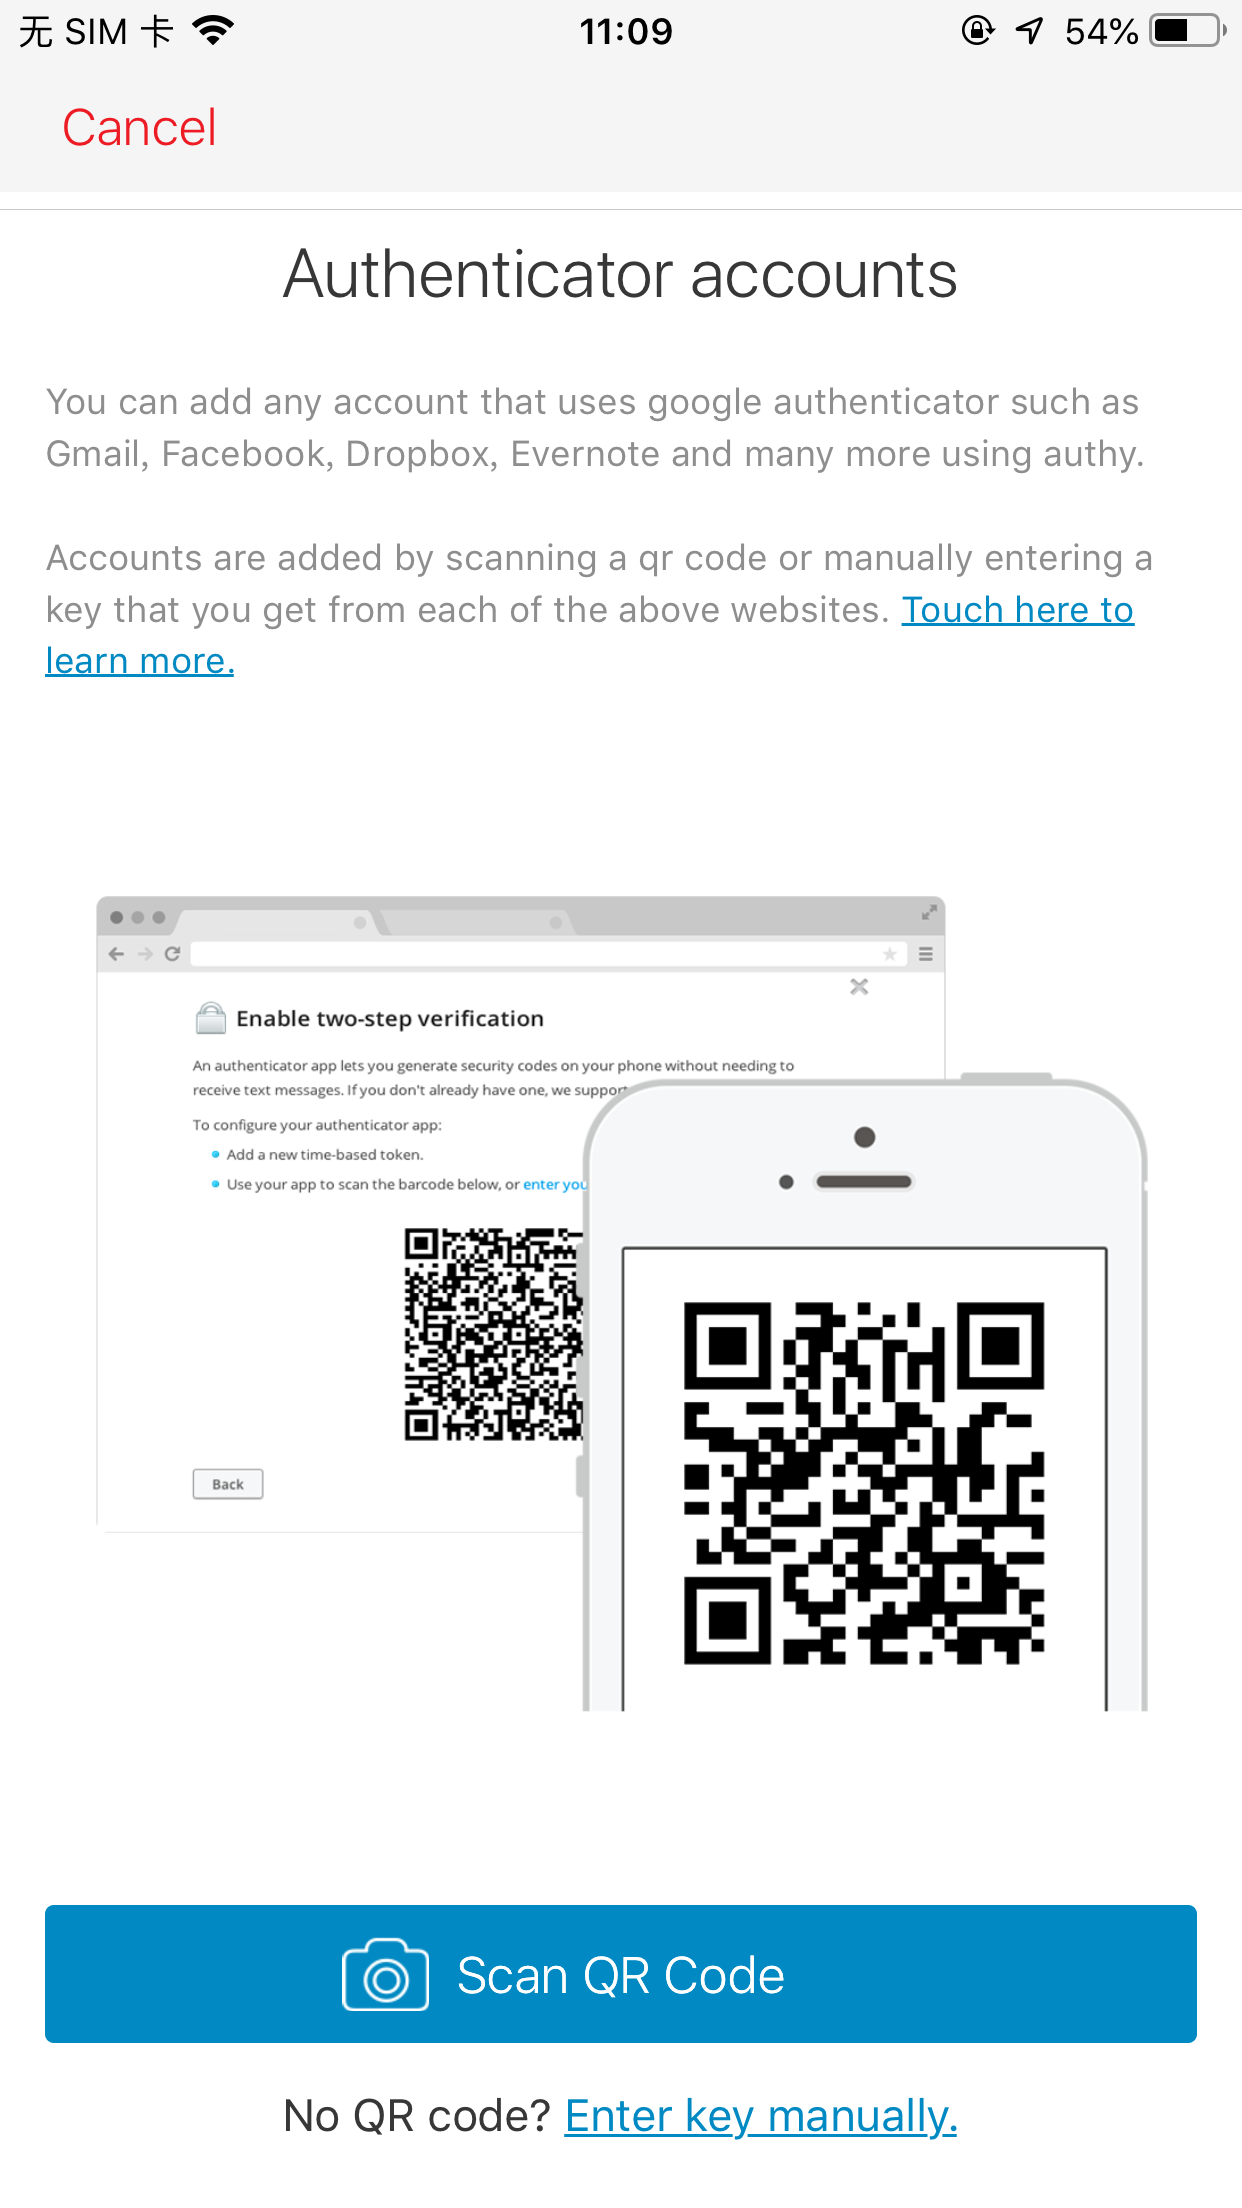 无 SIM 卡
11:09
54%
Cancel
Authenticator accounts
You can add any account that uses google authenticator such as
Gmail, Facebook, Dropbox, Evernote and many more using authy.
Accounts are added by scanning a qr code or manually entering a
key that you get from each of the above websites. Touch here to
learn more.
Enable two-step verification
An authenticator app lets you generate security codes on your phone without needing to
receive text messages. If you don't already have one, we support
To configure your authenticator app:
Add a new time-based token.
Use your app to scan the barcode below, or enter you
Back
Scan QR Code
No QR code? Enter key manually.